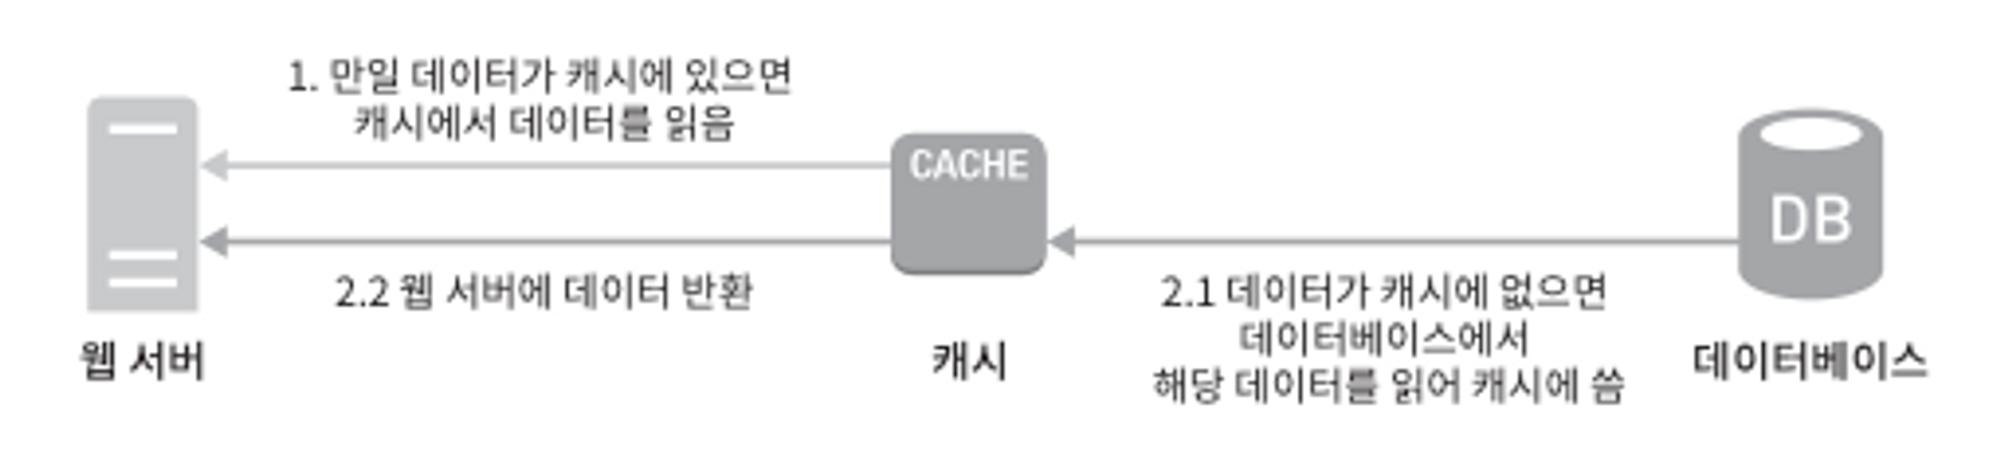 1. 만일 데이터가 캐시에 있으면
캐시에서 데이터를 읽음
CACHE
DB
2.2 웹 서버에 데이터 반환
2.1 데이터가 캐시에 없으면
데이터베이스에서
해당 데이터를 읽어 캐시에 씀
웹 서버
캐시
데이터베이스